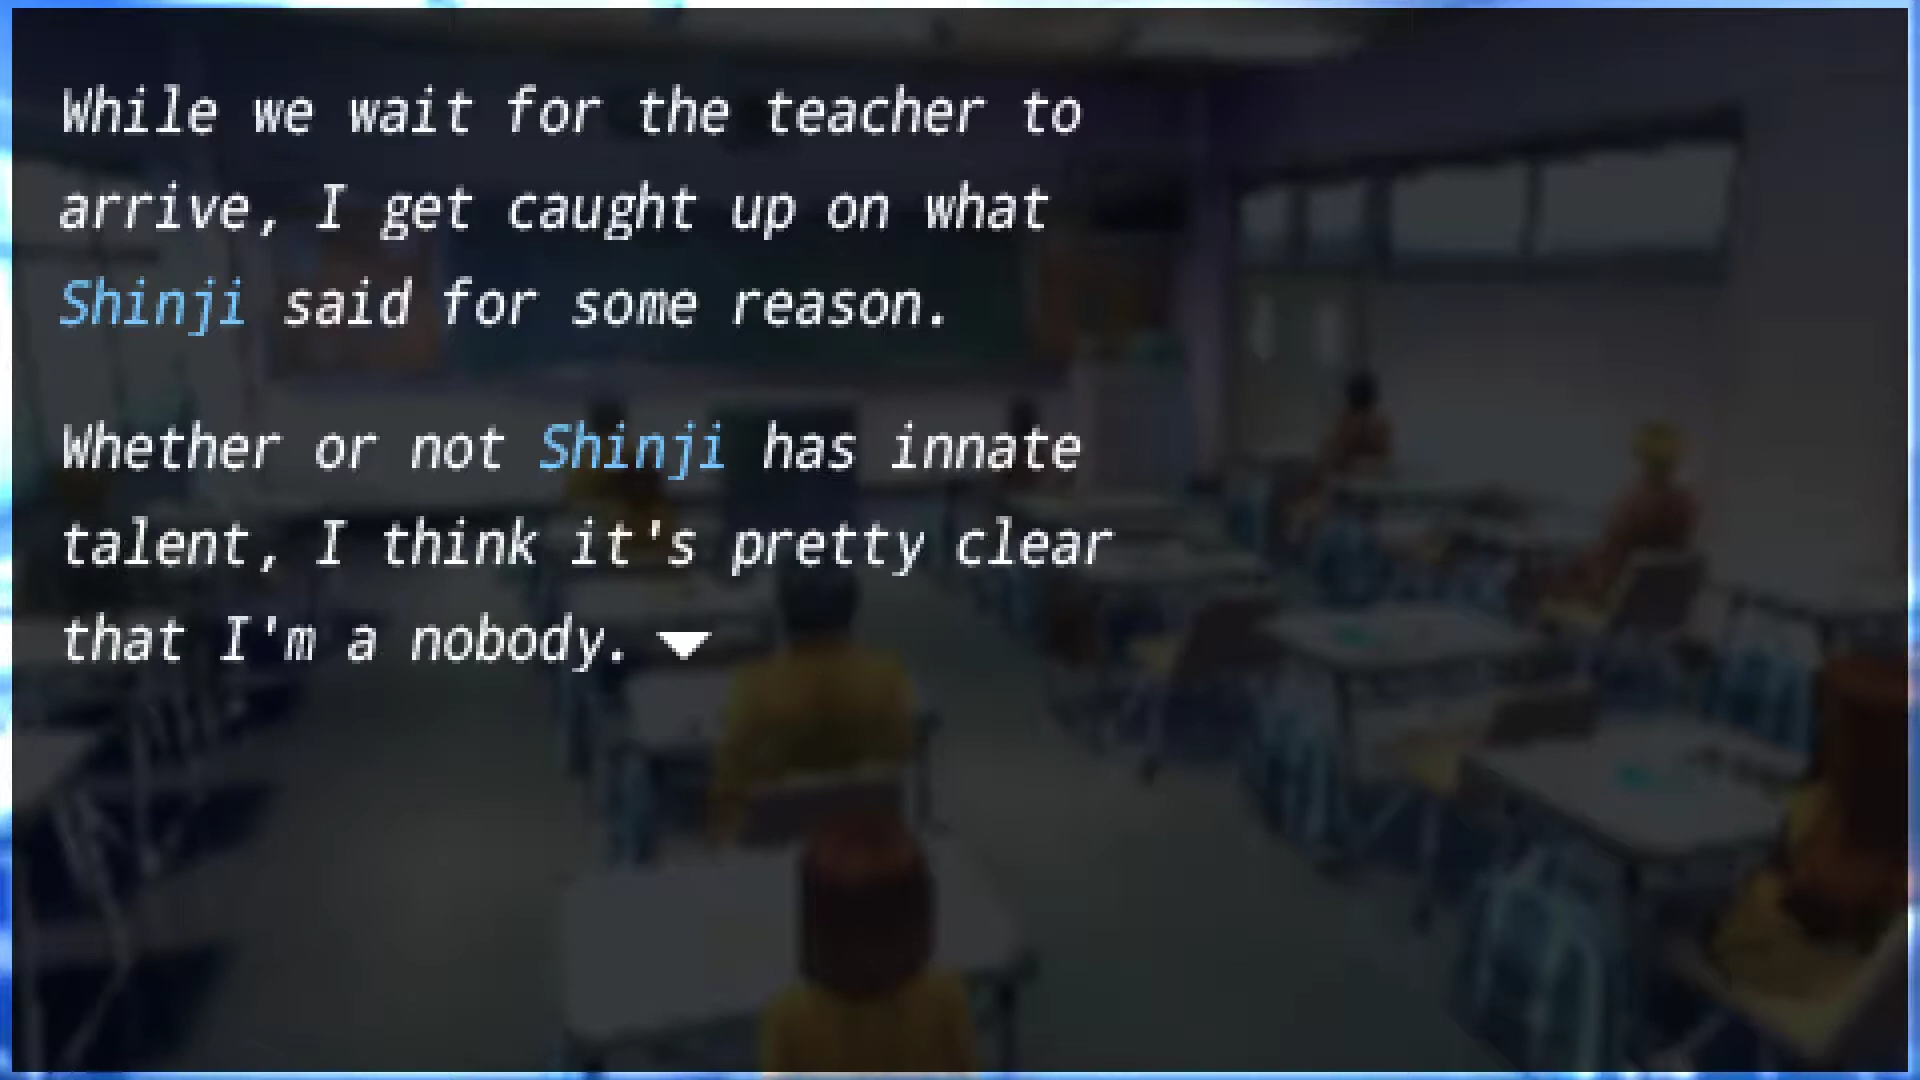 While we wait for the teacher to
arrive, I get caught up on what
Shinji said for some reason.
Whether or not Shinji has innate
talent, I think it's pretty clear
that I'm a nobody.